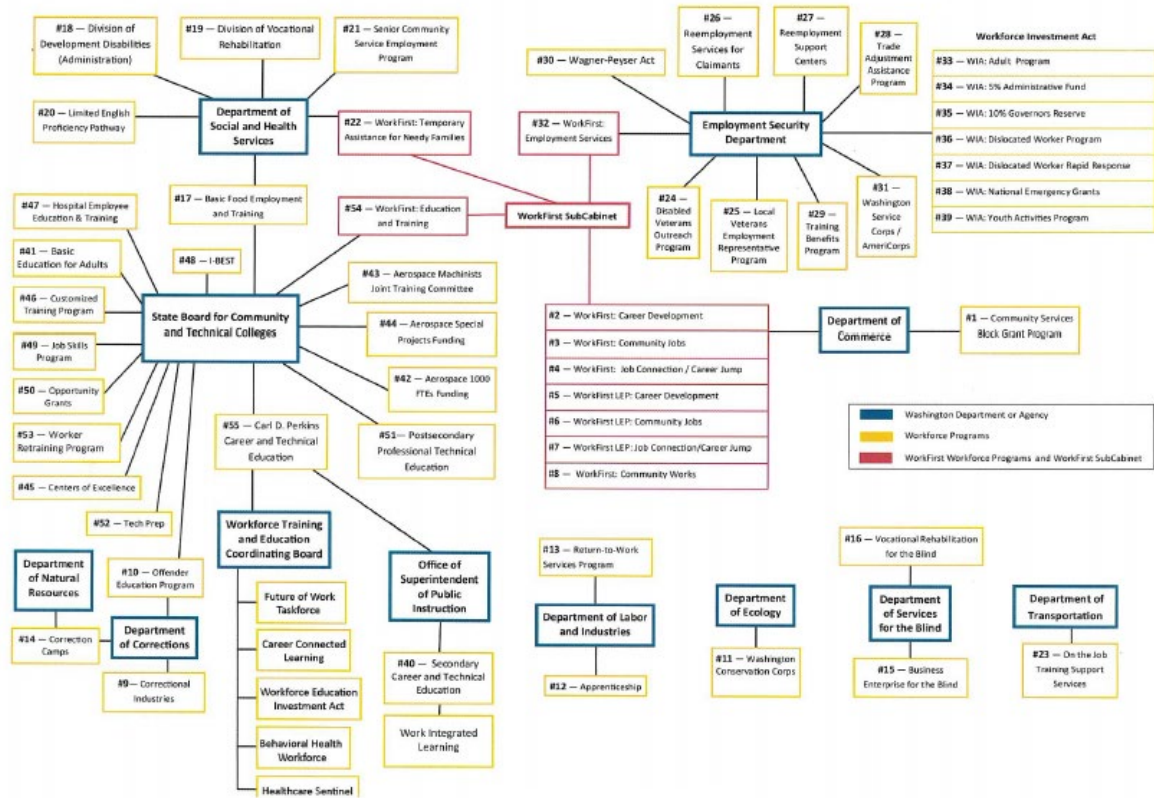 #18 — Division of
Development Disabilities
(Administration)
#19 — Division of Vocational
Rehabilitation
#21 — Senior Community
Service Employment
Program
#20 — Limited English
Proficiency Pathway
Department of
Social and Health
Services
#22 — WorkFirst: Temporary
Assistance for Needy Families
#17 — Basic Food Employment
and Training
#54 — WorkFirst: Education
and Training
#26 —
Reemployment
Services for
Claimants
#27 —
Reemployment
Support
Centers
#28 —
Trade
Adjustment
Assistance
Program
#30 — Wagner-Peyser Act
#32 — WorkFirst:
Employment Services
Employment Security
Department
WorkFirst SubCabinet
#24 —
Disabled
Veterans
Outreach
Program
#25 — Local
Veterans
Employment
Representative
Program
#29 —
Training
Benefits
Program
#31 —
Washington
Service
Corps /
AmeriCorps
Workforce Investment Act
#33 — WIA: Adult Program
#34 — WIA: 5% Administrative Fund
#35 — WIA: 10% Governors Reserve
#36 — WIA: Dislocated Worker Program
#37 — WIA: Dislocated Worker Rapid Response
#38 — WIA: National Emergency Grants
#39 — WIA: Youth Activities Program
#47 — Hospital Employee
Education & Training
#41 — Basic
Education for Adults
#48 — I-BEST
#46 — Customized
Training Program
#49 — Job Skills
Program
#50 — Opportunity
Grants
#53 — Worker
Retraining Program
#45 — Centers of Excellence
#52 — Tech Prep
State Board for Community
and Technical Colleges
#43 — Aerospace Machinists
Joint Training Committee
#44 — Aerospace Special
Projects Funding
#42 — Aerospace 1000
FTEs Funding
#51— Postsecondary
Professional Technical
Education
#55 — Carl D. Perkins
Career and Technical
Education
#2 — WorkFirst: Career Development
#3 — WorkFirst: Community Jobs
#4 — WorkFirst: Job Connection / Career Jump
#5 — WorkFirst LEP: Career Development
#6 — WorkFirst LEP: Community Jobs
#7 — WorkFirst LEP: Job Connection/Career Jump
#8 — WorkFirst: Community Works
Department of
Commerce
#1 — Community Services
Block Grant Program
Washington Department or Agency
Workforce Programs
WorkFirst Workforce Programs and WorkFirst SubCabinet
Department
of Natural
Resources
#10 — Offender
Education Program
#14 — Correction
Camps
Department
of Corrections
#9 — Correctional
Industries
Workforce Training
and Education
Coordinating Board
Future of Work
Taskforce
Career Connected
Learning
Workforce Education
Investment Act
Behavioral Health
Workforce
Healthcare Sentinel
Office of
Superintendent
of Public
Instruction
#40 — Secondary
Career and Technical
Education
Work Integrated
Learning
#13 — Return-to-Work
Services Program
Department of Labor
and Industries
#12 — Apprenticeship
Department
of Ecology
#11 — Washington
Conservation Corps
#16 — Vocational Rehabilitation
for the Blind
Department
of Services
for the Blind
#15 — Business
Enterprise for the Blind
Department of
Transportation
#23 — On the Job
Training Support
Services